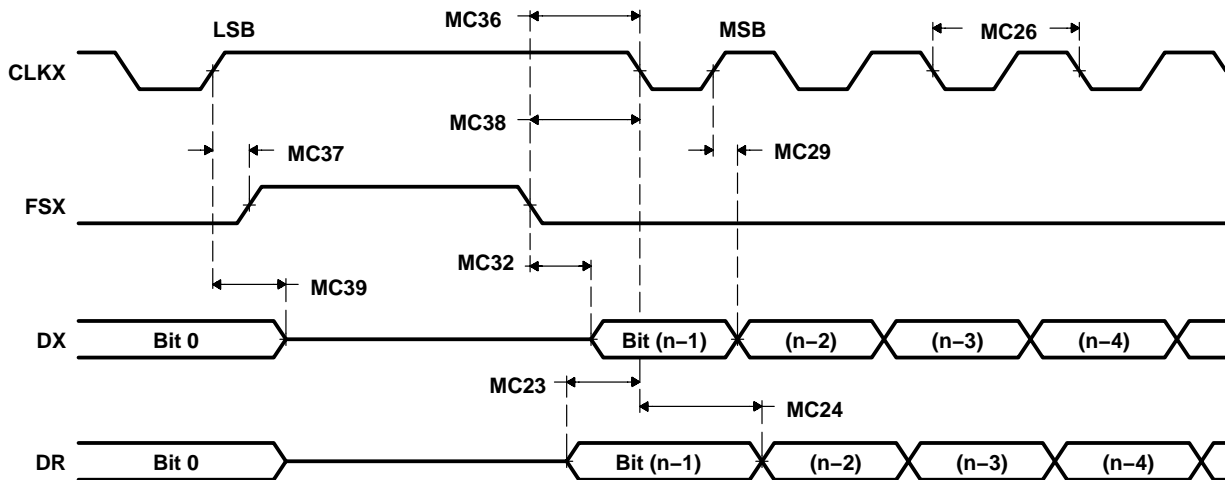 MC36
LSB
MSB
MC26
CLKX
MC38
MC37
MC29
FSX
MC32
MC39
DX
Bit 0
Bit (n−1)
(n−2)
(n−3)
(n−4)
MC23
MC24
DR
Bit 0
Bit (n−1)
(n−2)
(n−3)
(n−4)